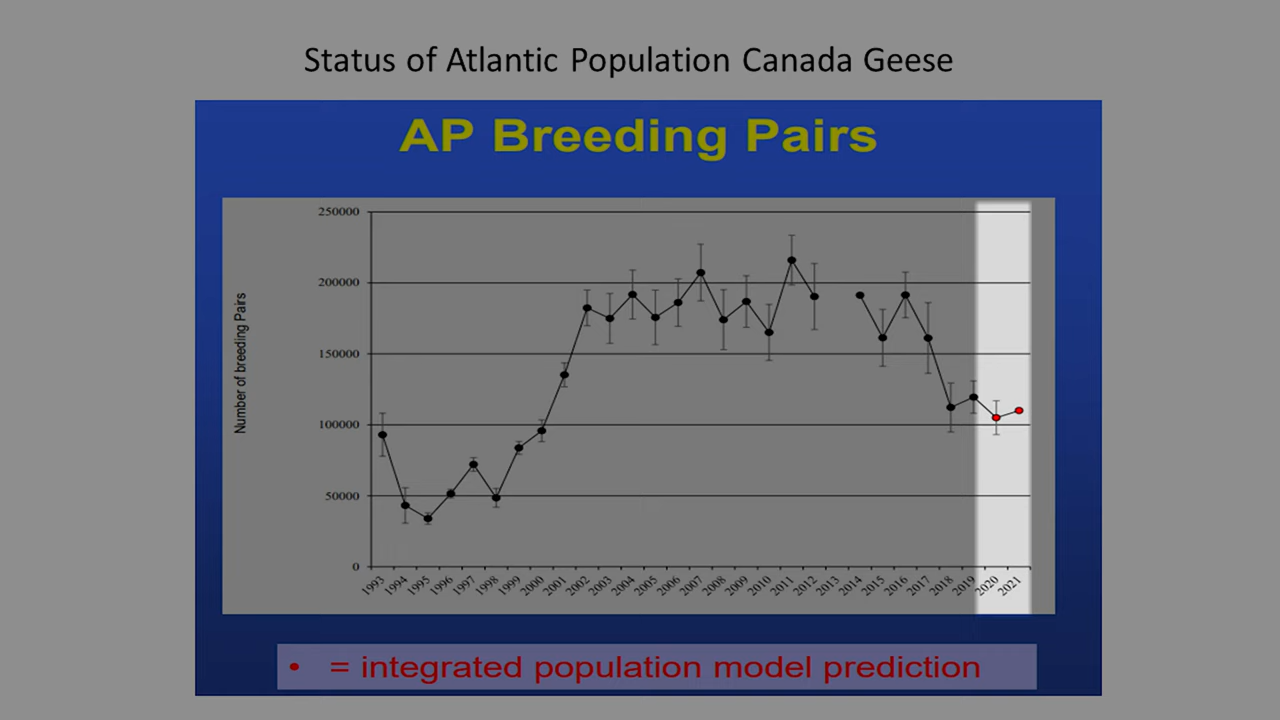 Status of Atlantic Population Canada Geese
AP Breeding Pairs
Number of breeding Pairs
250000
200000
150000
100000
50000
0
1993 1994 1995 1996 1997 1998 1999 2000 2001 2002 2003 2004 2005 2006 2007 2008 2009 2010 2011 2012 2013 2014 2015 2016 2017 2018 2019 2020 2021
• = integrated population model prediction